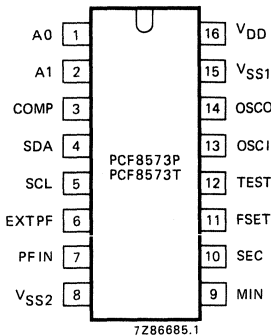 A0 1 16 VDD
A1 2 15 VSS1
COMP 3 14 OSCO
SDA 4 13 OSCI
PCF8573P
PCF8573T
SCL 5 12 TEST
EXTPF 6 11 FSET
PFIN 7 10 SEC
VSS2 8 9 MIN
7Z86685.1